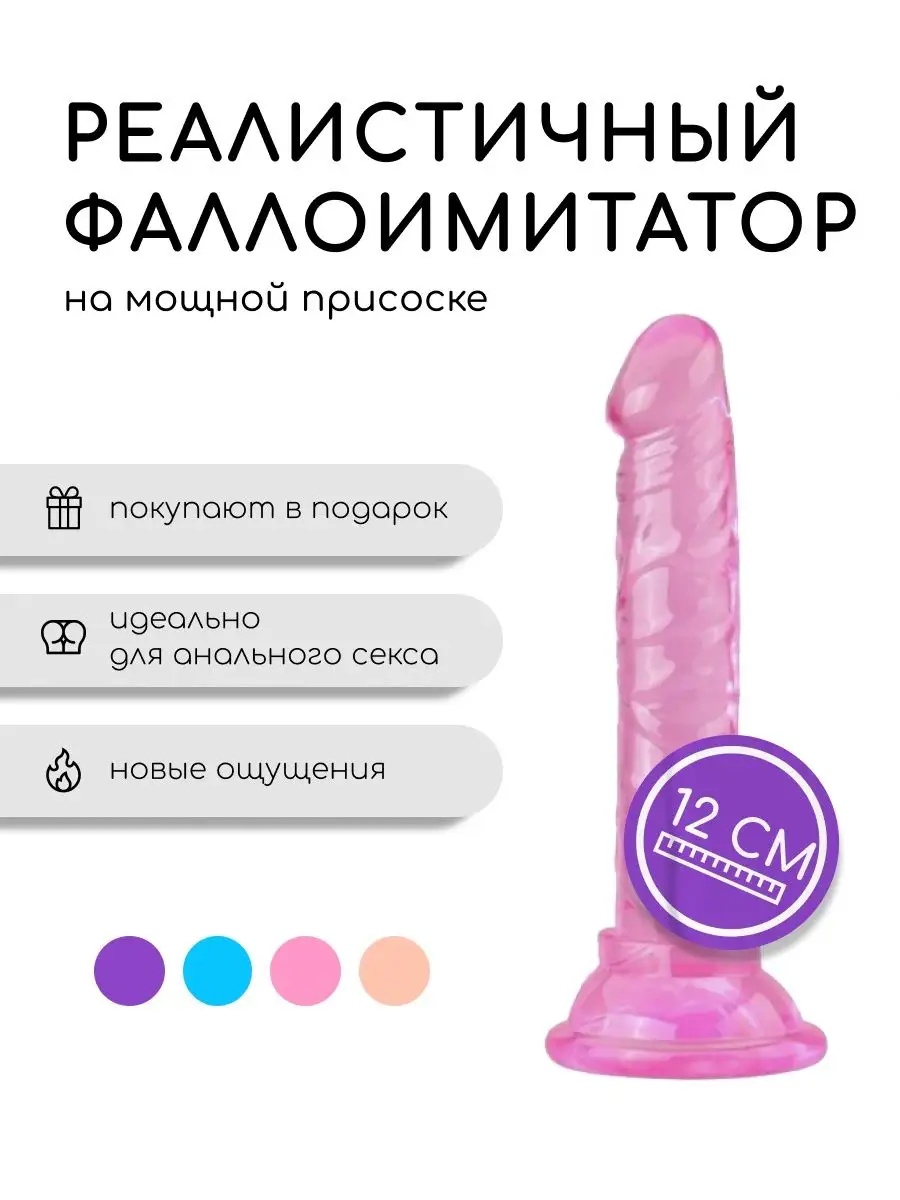 РЕАЛИСТИЧНЫЙ
ФАЛЛОИМИТАТОР
на мощной присоске
покупают в подарок
идеально
для анального секса
новые ощущения
12 СМ